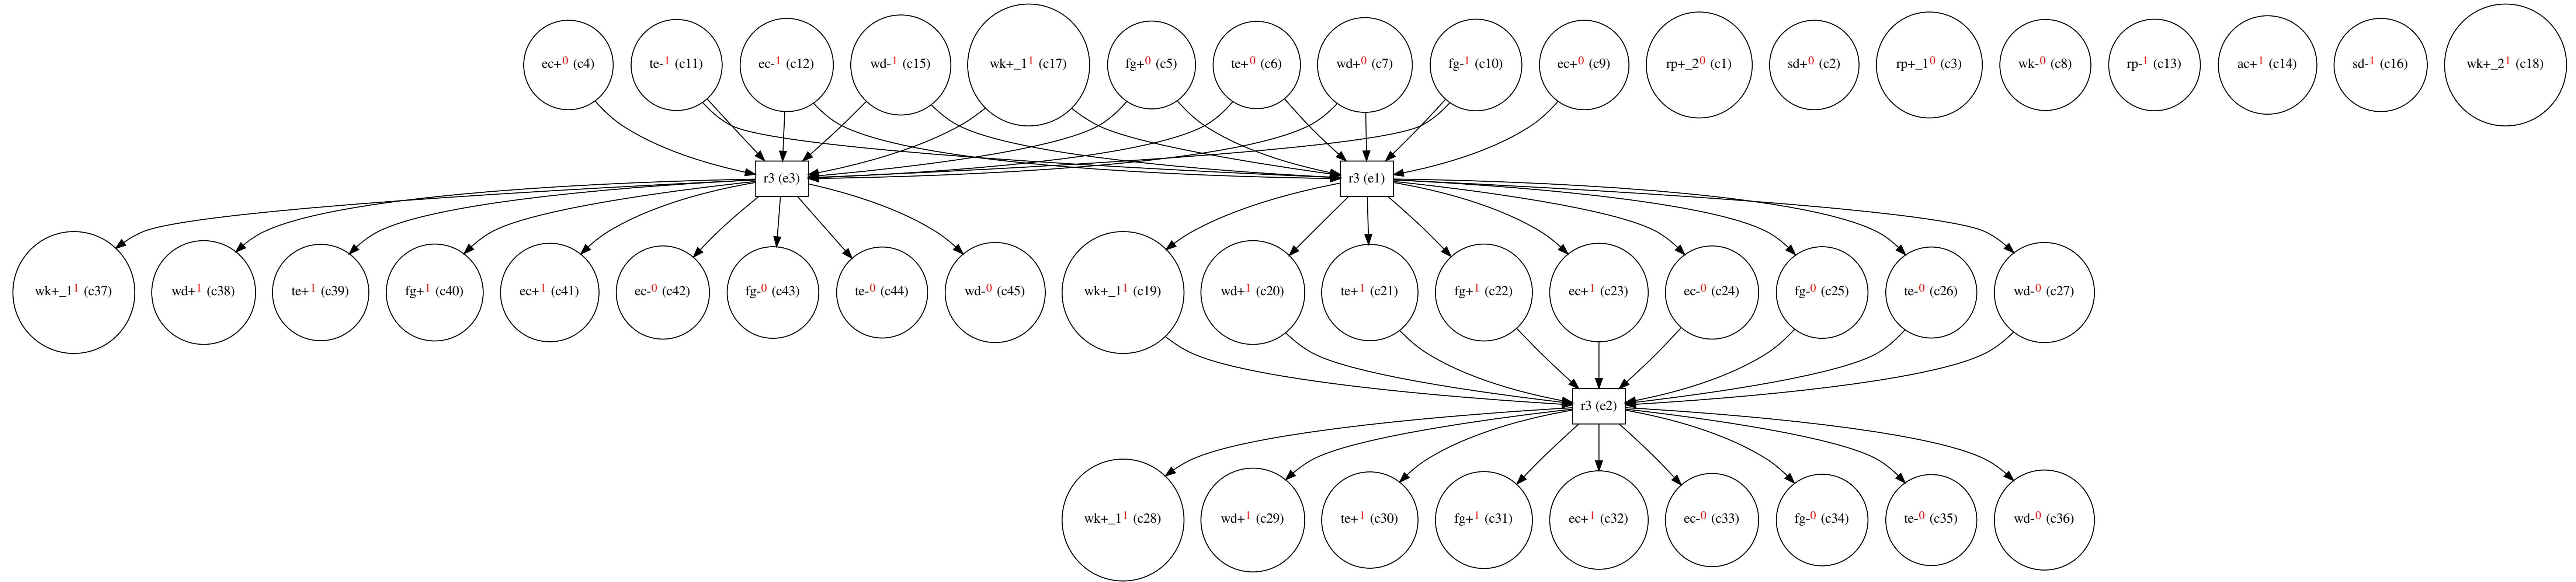 ec+0 (c4)
te-1 (c11)
ec-1 (c12)
wd-1 (c15)
wk+_11 (c17)
fg+0 (c5)
te+0 (c6)
wd+0 (c7)
fg-1 (c10)
ec+0 (c9)
rp+_20 (c1)
sd+0 (c2)
rp+_10 (c3)
wk-0 (c8)
rp-1 (c13)
ac+1 (c14)
sd-1 (c16)
wk+_21 (c18)
r3 (e3)
r3 (e1)
wk+_11 (c37)
wd+1 (c38)
te+1 (c39)
fg+1 (c40)
ec+1 (c41)
ec-0 (c42)
fg-0 (c43)
te-0 (c44)
wd-0 (c45)
wk+_11 (c19)
wd+1 (c20)
te+1 (c21)
fg+1 (c22)
ec+1 (c23)
ec-0 (c24)
fg-0 (c25)
te-0 (c26)
wd-0 (c27)
r3 (e2)
wk+_11 (c28)
wd+1 (c29)
te+1 (c30)
fg+1 (c31)
ec+1 (c32)
ec-0 (c33)
fg-0 (c34)
te-0 (c35)
wd-0 (c36)